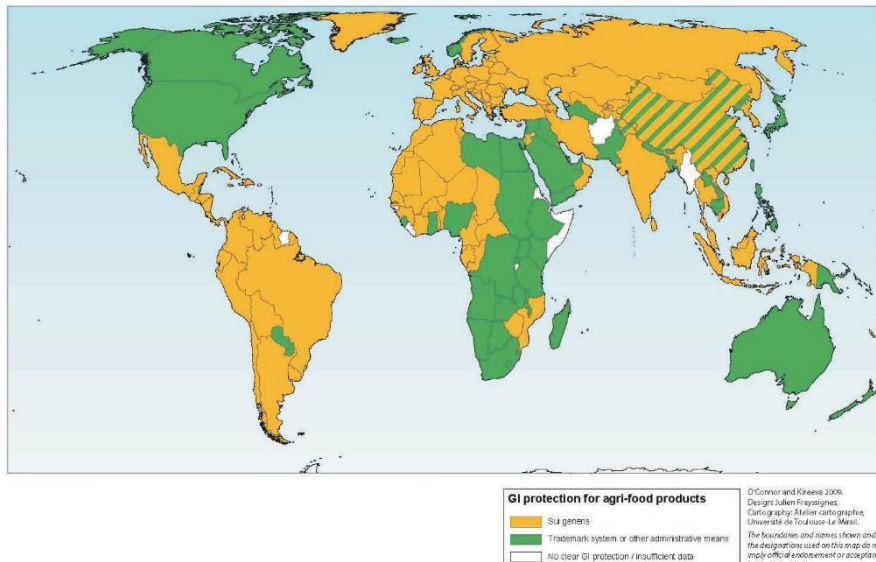 GI protection for agri-food products
Sui generis
Trademark system or other administrative means
No clear GI protection / insufficient data
O'Connor and Kireeva 2009.
Design: Julien Frayssignes,
Cartography: Atelier cartographie,
Université de Toulouse-Le Mirail.
The boundaries and names shown and
the designations used on this map do n
imply official endorsement or acceptan